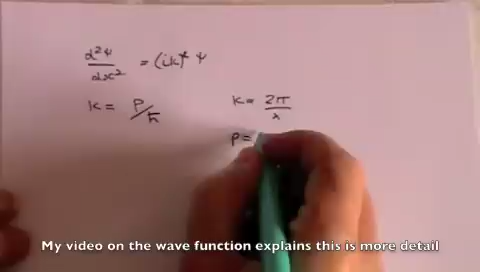 d²ψ/dx² = (ik)² ψ
k = P/ħ
k = 2π/λ
p =
My video on the wave function explains this is more detail